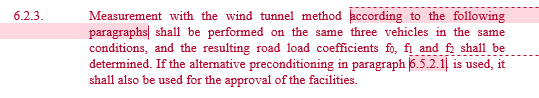 6.2.3. Measurement with the wind tunnel method according to the following
paragraphs shall be performed on the same three vehicles in the same
conditions, and the resulting road load coefficients f₀, f₁ and f₂ shall be
determined. If the alternative preconditioning in paragraph 6.5.2.1. is used, it
shall also be used for the approval of the facilities.